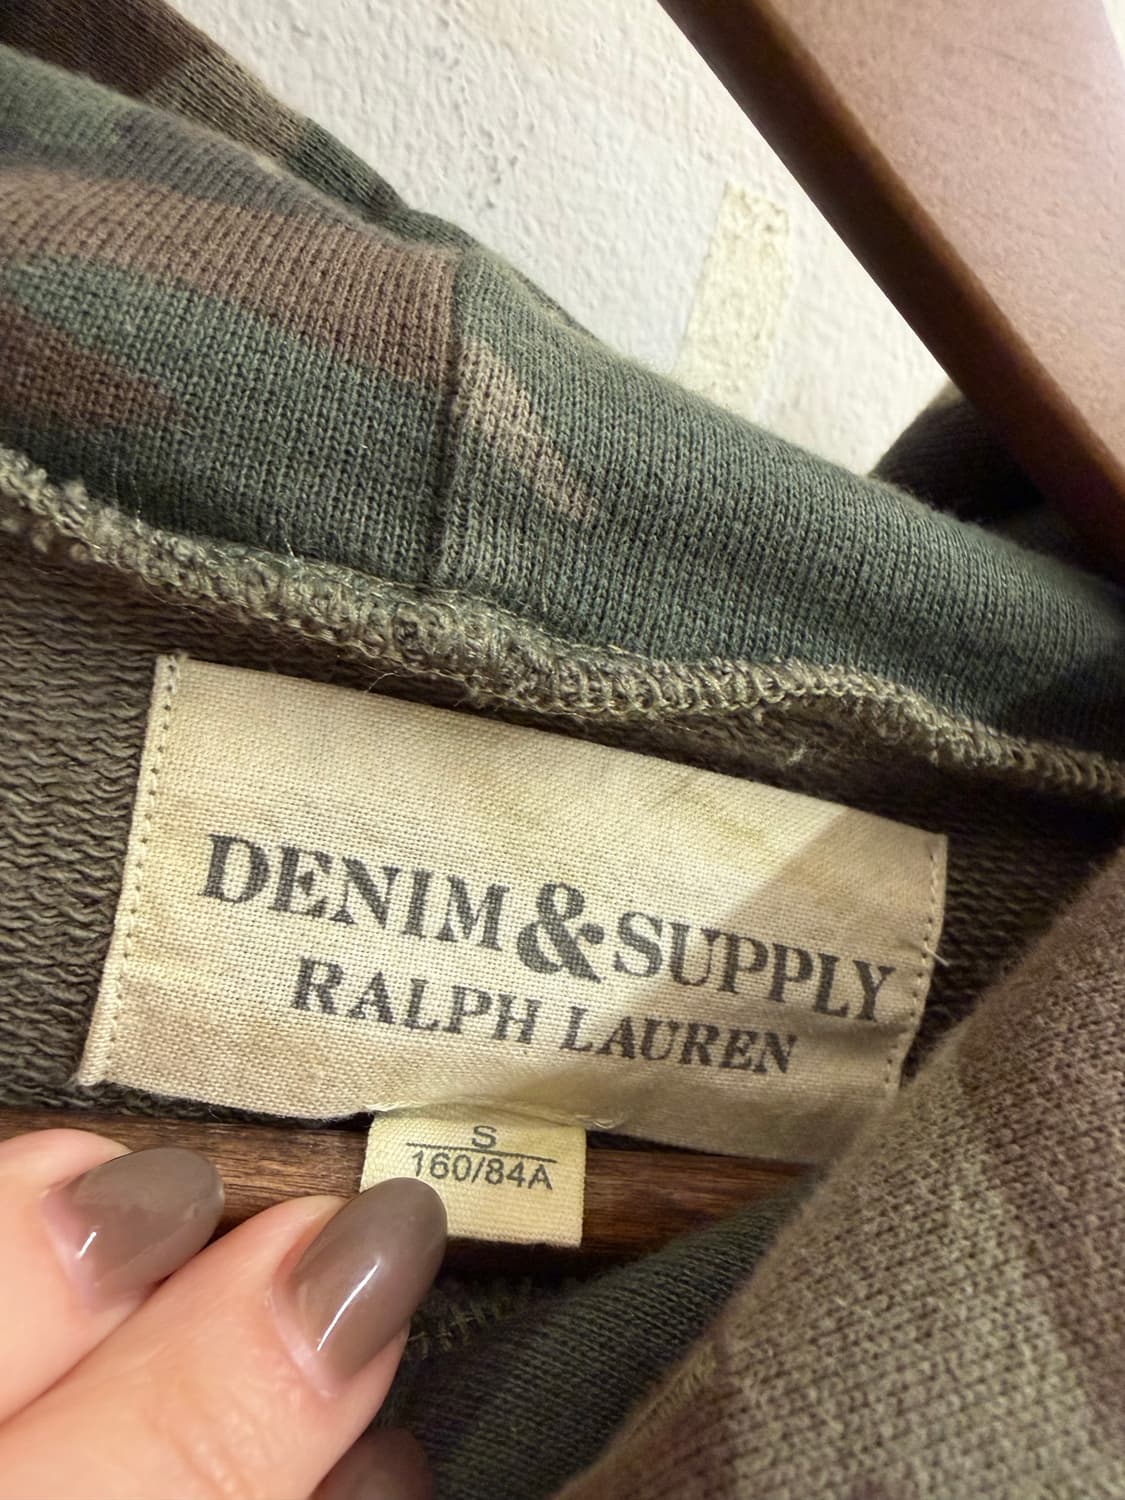 DENIM & SUPPLY
RALPH LAUREN
S
160/84A